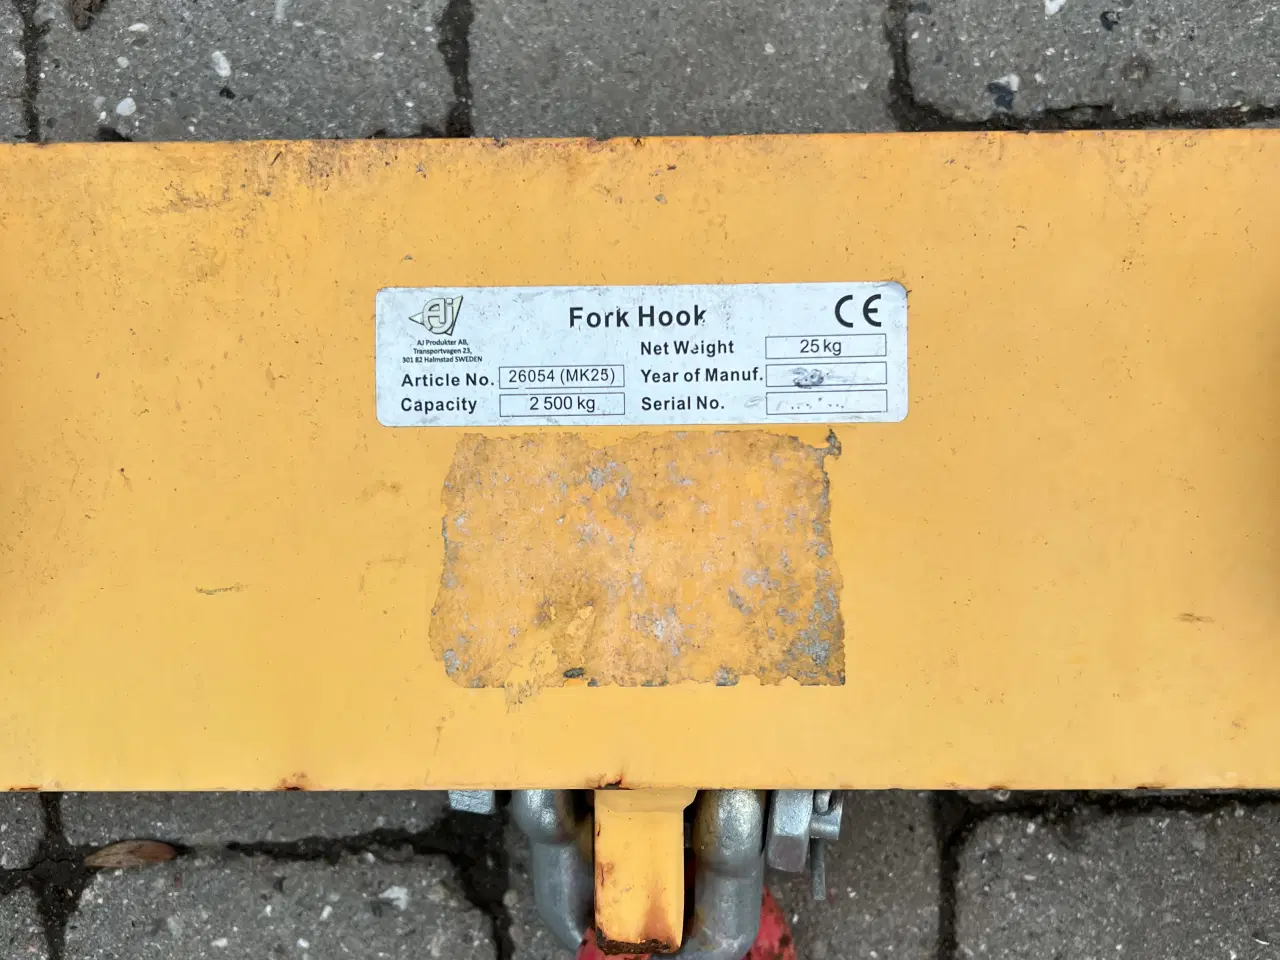 AJ
AJ Produkter AB,
Transportvagen 23,
301 82 Halmstad SWEDEN
Fork Hook
CE
Net Weight 25 kg
Article No. 26054 (MK25) Year of Manuf.
Capacity 2 500 kg Serial No.